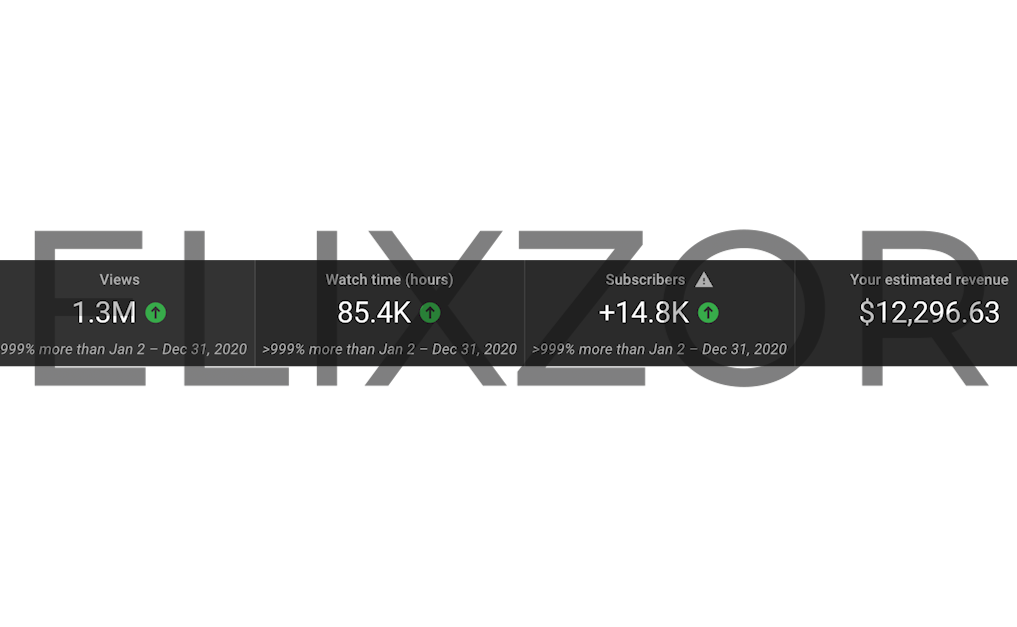 ELIXZOR
Views Watch time (hours) Subscribers Your estimated revenue
1.3M 85.4K +14.8K $12,296.63
999% more than Jan 2 – Dec 31, 2020 >999% more than Jan 2 – Dec 31, 2020 >999% more than Jan 2 – Dec 31, 2020